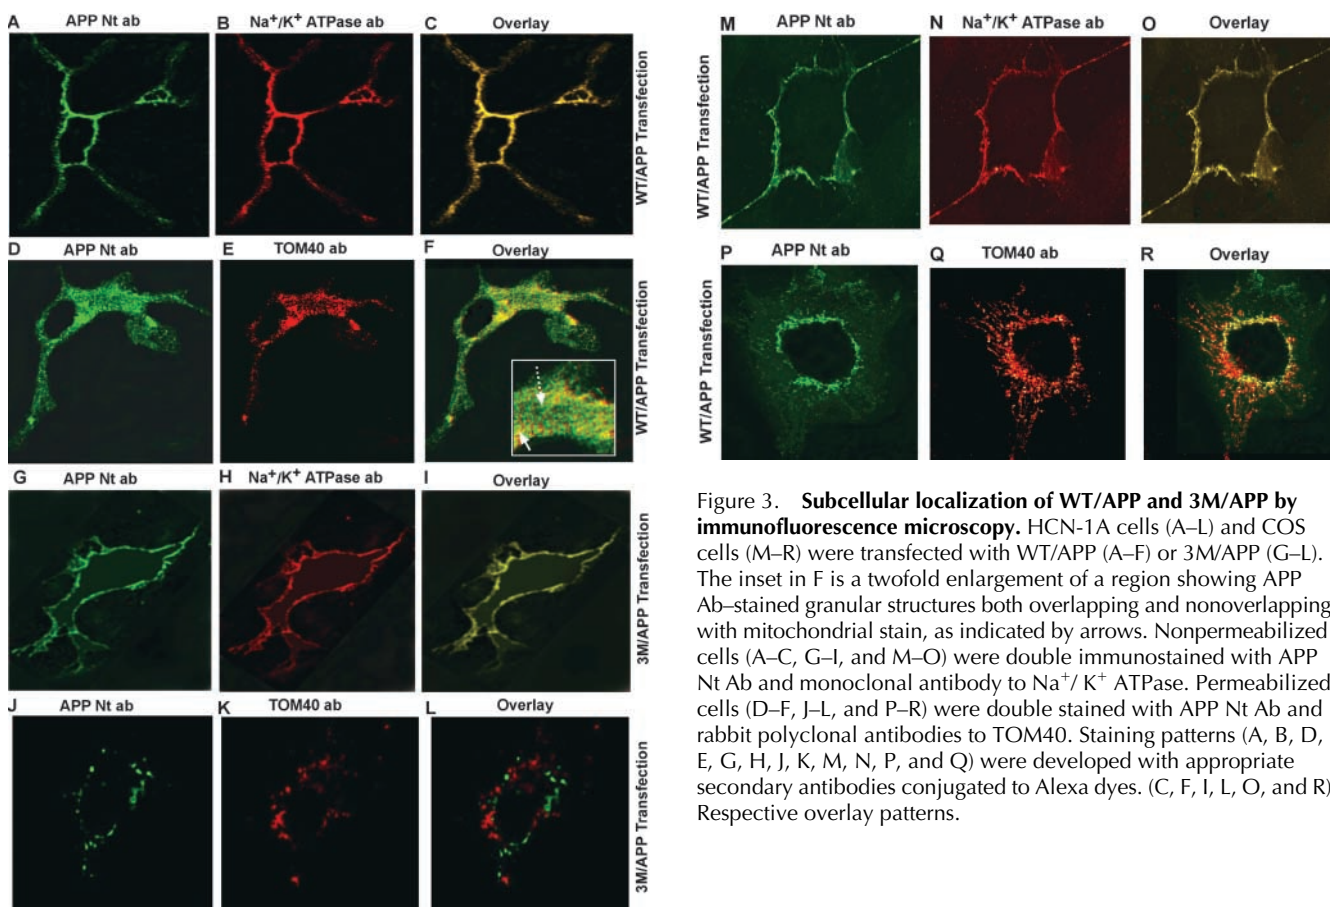 A APP Nt ab B Na+/K+ ATPase ab C Overlay
WT/APP Transfection
D APP Nt ab E TOM40 ab F Overlay
WT/APP Transfection
G APP Nt ab H Na+/K+ ATPase ab I Overlay
3M/APP Transfection
J APP Nt ab K TOM40 ab L Overlay
3M/APP Transfection
M APP Nt ab N Na+/K+ ATPase ab O Overlay
WT/APP Transfection
P APP Nt ab Q TOM40 ab R Overlay
WT/APP Transfection
Figure 3. Subcellular localization of WT/APP and 3M/APP by
immunofluorescence microscopy. HCN-1A cells (A–L) and COS
cells (M–R) were transfected with WT/APP (A–F) or 3M/APP (G–L).
The inset in F is a twofold enlargement of a region showing APP
Ab–stained granular structures both overlapping and nonoverlapping
with mitochondrial stain, as indicated by arrows. Nonpermeabilized
cells (A–C, G–I, and M–O) were double immunostained with APP
Nt Ab and monoclonal antibody to Na+/ K+ ATPase. Permeabilized
cells (D–F, J–L, and P–R) were double stained with APP Nt Ab and
rabbit polyclonal antibodies to TOM40. Staining patterns (A, B, D,
E, G, H, J, K, M, N, P, and Q) were developed with appropriate
secondary antibodies conjugated to Alexa dyes. (C, F, I, L, O, and R)
Respective overlay patterns.